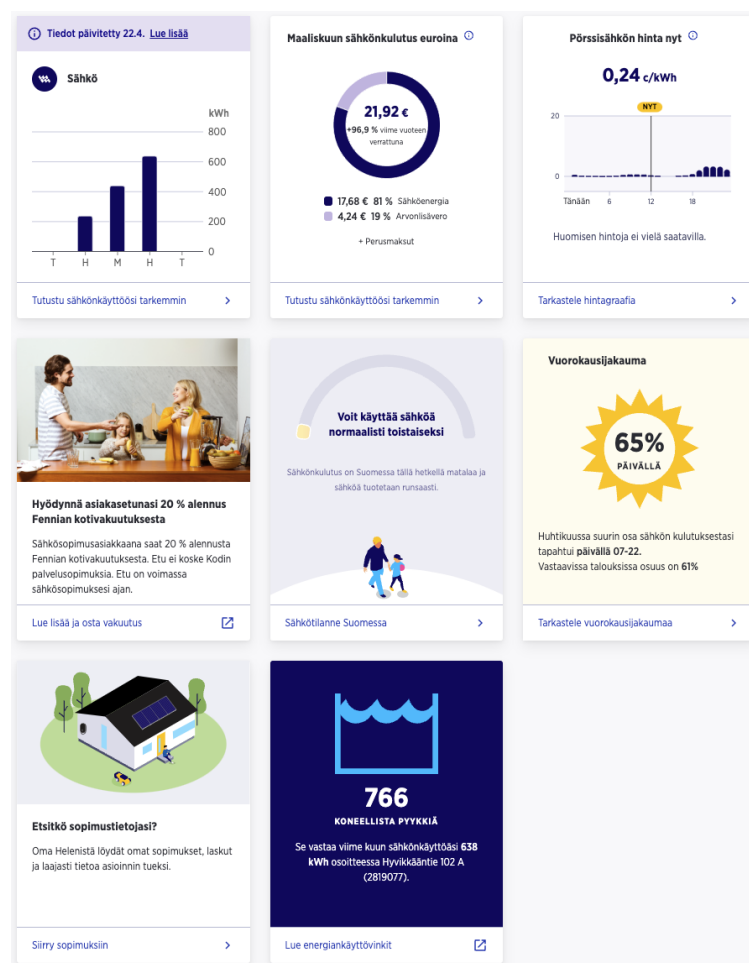 Tiedot päivitetty 22.4. Lue lisää
Sähkö
kWh
800
600
400
200
0
T H M H T
Tutustu sähkönkäyttöösi tarkemmin
Maaliskuun sähkönkulutus euroina
21,92 €
+96,9 % viime vuoteen
verrattuna
17,68 € 81 % Sähköenergia
4,24 € 19 % Arvonlisävero
+ Perusmaksut
Tutustu sähkönkäyttöösi tarkemmin
Pörssisähkön hinta nyt
0,24 c/kWh
NYT
20
0
Tänään 6 12 18
Huomisen hintoja ei vielä saatavilla.
Tarkastele hintagraafia
Hyödynnä asiakasetunasi 20 % alennus
Fennian kotivakuutuksesta
Sähkösopimusasiakkaana saat 20 % alennusta
Fennian kotivakuutuksesta. Etu ei koske Kodin
palvelusopimuksia. Etu on voimassa
sähkösopimuksesi ajan.
Lue lisää ja osta vakuutus
Voit käyttää sähköä
normaalisti toistaiseksi
Sähkönkulutus on Suomessa tällä hetkellä matalaa ja
sähköä tuotetaan runsaasti.
Sähkötilanne Suomessa
Vuorokausijakauma
65%
PÄIVÄLLÄ
Huhtikuussa suurin osa sähkön kulutuksestasi
tapahtui päivällä 07-22.
Vastaavissa talouksissa osuus on 61%
Tarkastele vuorokausijakaumaa
Etsitkö sopimustietojasi?
Oma Helenistä löydät omat sopimukset, laskut
ja laajasti tietoa asioinnin tueksi.
Siirry sopimuksiin
766
KONEELLISTA PYYKKIÄ
Se vastaa viime kuun sähkönkäyttöäsi 638
kWh osoitteessa Hyvikkääntie 102 A
(2819077).
Lue energiankäyttövinkit